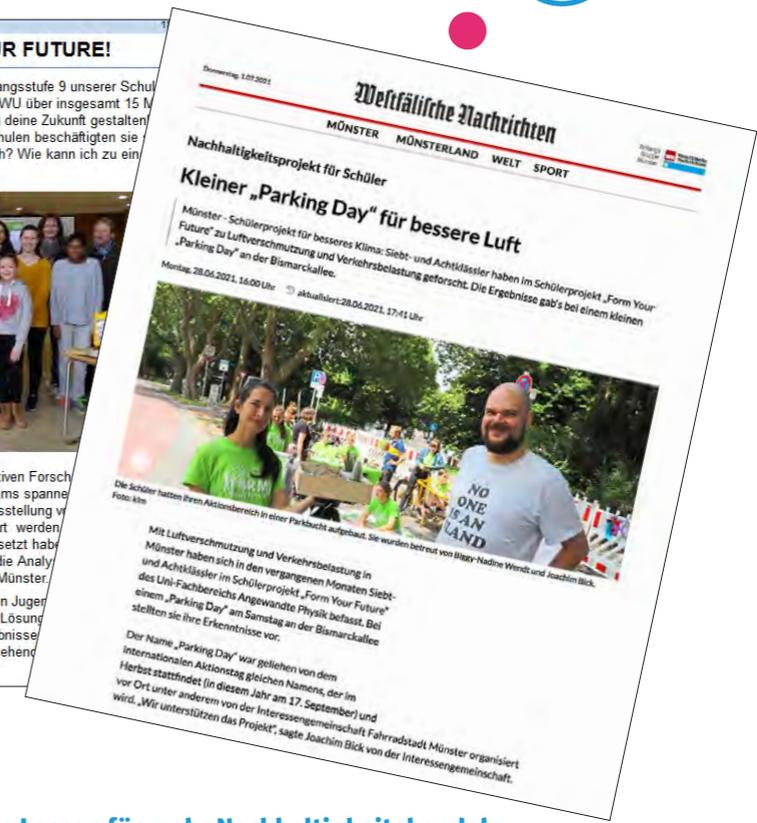 R FUTURE!
angsstufe 9 unserer Schul
WU über insgesamt 15 M
deine Zukunft gestalten
ulen beschäftigten sie
h? Wie kann ich zu ein
tiven Forsch
ms spanne
sstellung v
rt werden
setzt habe
die Analy
Münster.
n Juger
Lösung
bnisse
ehend
Donnerstag, 1.07.2021
Westfälische Nachrichten
MÜNSTER MÜNSTERLAND WELT SPORT
Nachhaltigkeitsprojekt für Schüler
Kleiner „Parking Day“ für bessere Luft
Münster - Schülerprojekt für besseres Klima: Siebt- und Achtklässler haben im Schülerprojekt „Form Your
Future“ zu Luftverschmutzung und Verkehrsbelastung geforscht. Die Ergebnisse gab's bei einem kleinen
„Parking Day“ an der Bismarckallee.
Montag, 28.06.2021, 16:00 Uhr aktualisiert: 28.06.2021, 17:41 Uhr
NO
ONE
IS AN
LAND
Die Schüler hatten ihren Aktionsbereich in einer Parkbucht aufgebaut. Sie wurden betreut von Biggy-Nadine Wendt und Joachim Bick.
Foto: klm
Mit Luftverschmutzung und Verkehrsbelastung in
Münster haben sich in den vergangenen Monaten Siebt-
und Achtklässler im Schülerprojekt „Form Your Future“
des Uni-Fachbereichs Angewandte Physik befasst. Bei
einem „Parking Day“ am Samstag an der Bismarckallee
stellten sie ihre Erkenntnisse vor.
Der Name „Parking Day“ war geliehen von dem
internationalen Aktionstag gleichen Namens, der im
Herbst stattfindet (in diesem Jahr am 17. September) und
vor Ort unter anderem von der Interessengemeinschaft Fahrradstadt Münster organisiert
wird. „Wir unterstützen das Projekt“, sagte Joachim Bick von der Interessengemeinschaft.